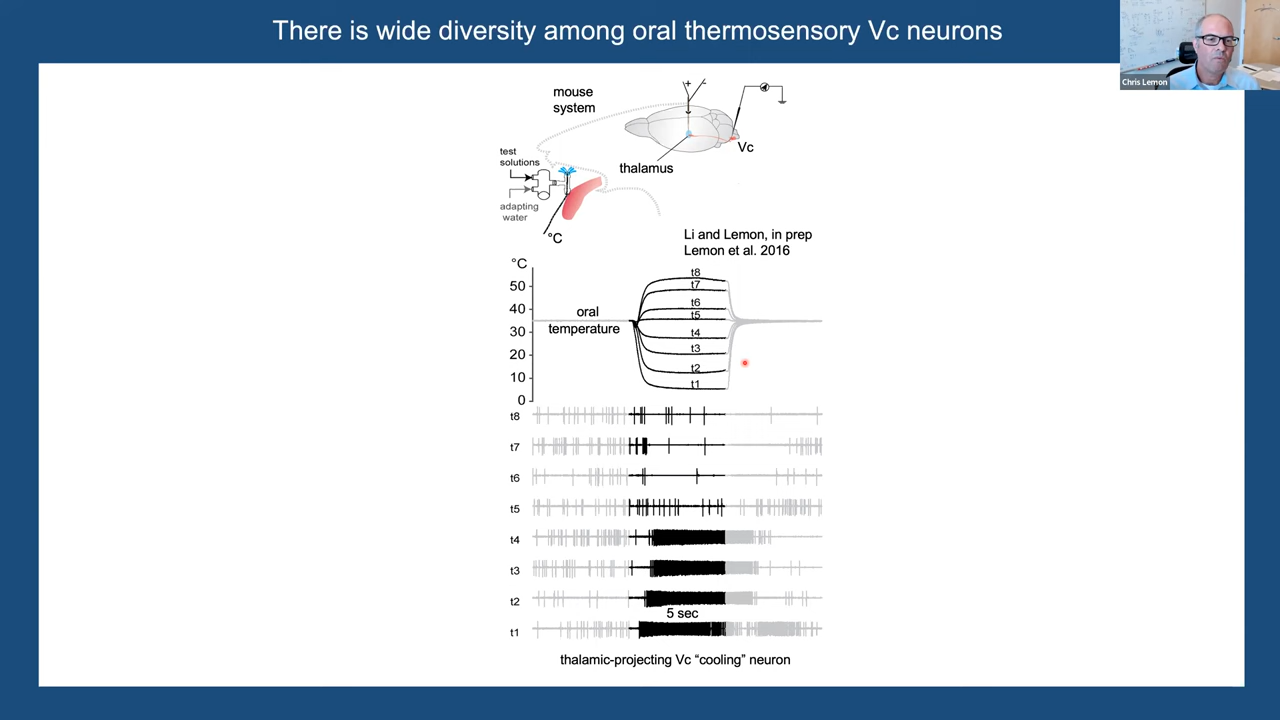 There is wide diversity among oral thermosensory Vc neurons
Chris Lemon
mouse
system
+
-
Vc
thalamus
test
solutions
adapting
water
°C
Li and Lemon, in prep
Lemon et al. 2016
°C
50
40
30
20
10
0
oral
temperature
t8
t7
t6
t5
t4
t3
t2
t1
t8
t7
t6
t5
t4
t3
t2
5 sec
t1
thalamic-projecting Vc “cooling” neuron